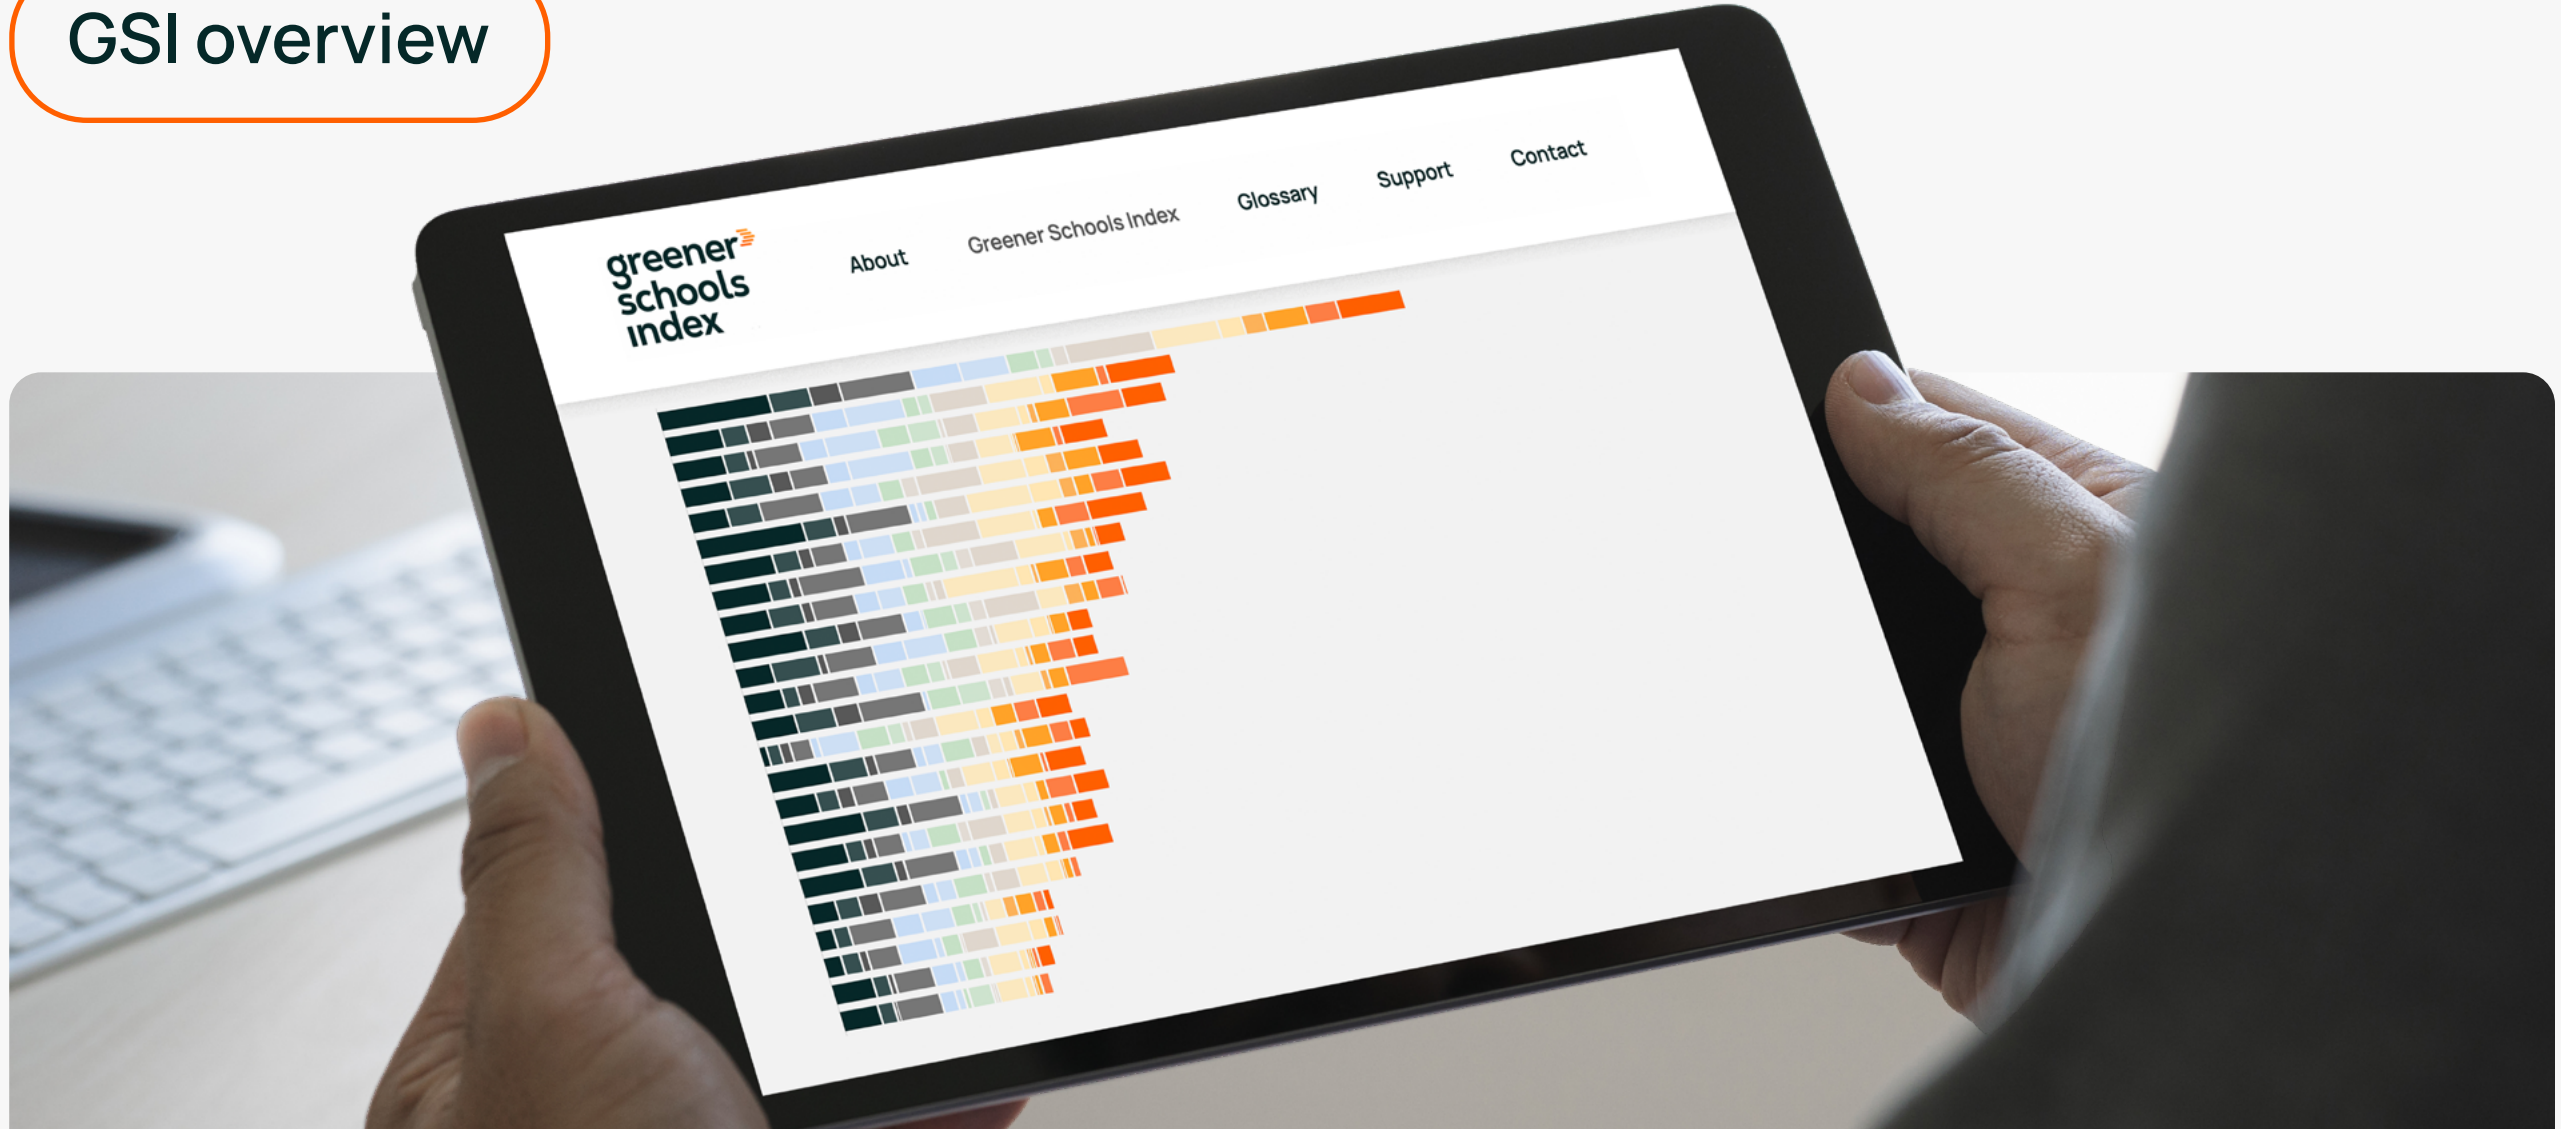 GSI overview
greener
schools
index
About
Greener Schools Index
Glossary
Support
Contact